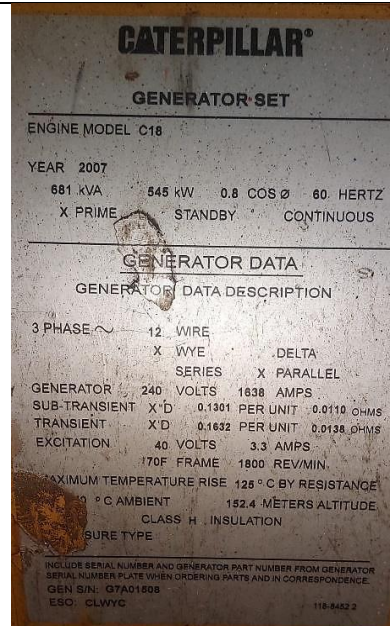 CATERPILLAR®
GENERATOR SET
ENGINE MODEL C18
YEAR 2007
681 kVA 545 kW 0.8 COS Ø 60 HERTZ
X PRIME STANDBY CONTINUOUS
GENERATOR DATA
GENERATOR DATA DESCRIPTION
3 PHASE ~ 12 WIRE
X WYE DELTA
SERIES X PARALLEL
GENERATOR 240 VOLTS 1638 AMPS
SUB-TRANSIENT X"D 0.1301 PER UNIT 0.0110 OHMS
TRANSIENT X'D 0.1632 PER UNIT 0.0138 OHMS
EXCITATION 40 VOLTS 3.3 AMPS
FRAME 1800 REV/MIN.
MAXIMUM TEMPERATURE RISE 125 °C BY RESISTANCE
°C AMBIENT 152.4 METERS ALTITUDE
CLASS H INSULATION
SURE TYPE
INCLUDE SERIAL NUMBER AND GENERATOR PART NUMBER FROM GENERATOR
SERIAL NUMBER PLATE WHEN ORDERING PARTS AND IN CORRESPONDENCE.
GEN S/N: G7A01508
ESO: CLWYC 118-8452 2